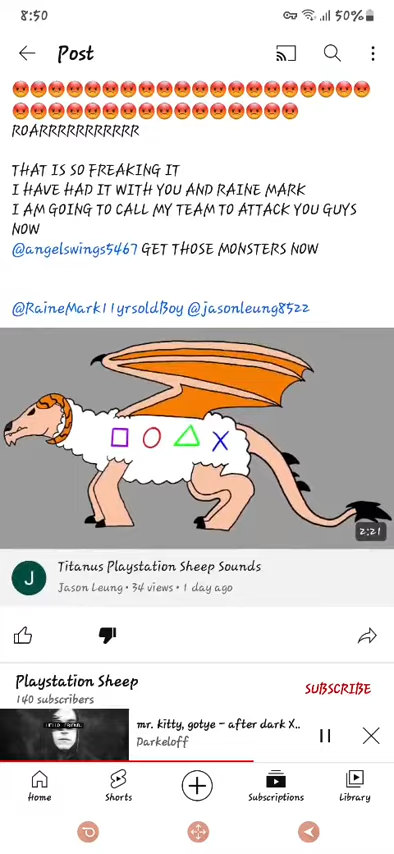 8:50
50%
Post
ROARRRRRRRRRRR
THAT IS SO FREAKING IT
I HAVE HAD IT WITH YOU AND RAINE MARK
I AM GOING TO CALL MY TEAM TO ATTACK YOU GUYS
NOW
@angelswings5467 GET THOSE MONSTERS NOW
@RaineMark11yrsoldBoy @jasonleung8522
2:21
J
Titanus Playstation Sheep Sounds
Jason Leung • 34 views • 1 day ago
Playstation Sheep
140 subscribers
SUBSCRIBE
mr. kitty, gotye - after dark X..
Darkeloff
Home
Shorts
Subscriptions
Library